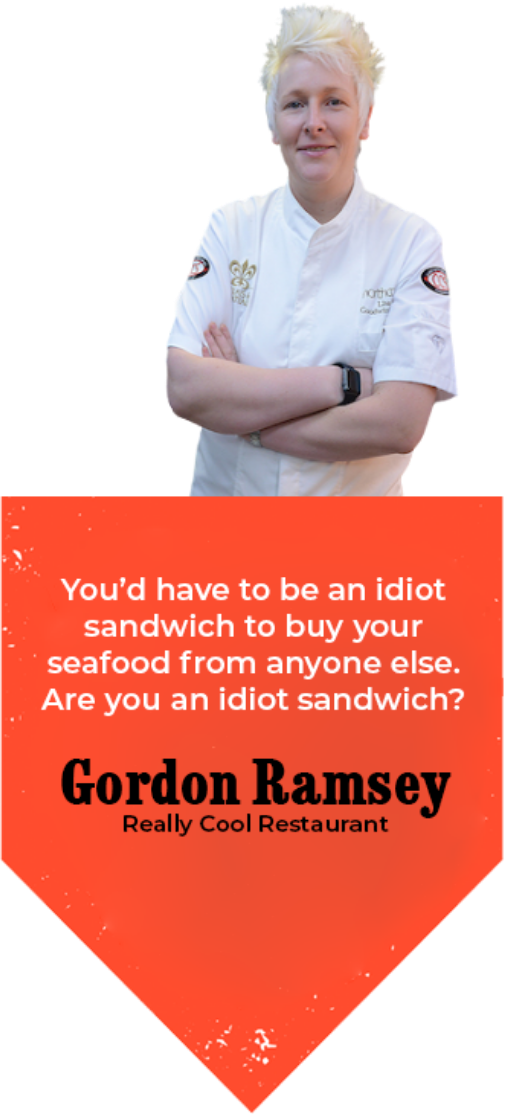 You’d have to be an idiot
sandwich to buy your
seafood from anyone else.
Are you an idiot sandwich?
Gordon Ramsey
Really Cool Restaurant